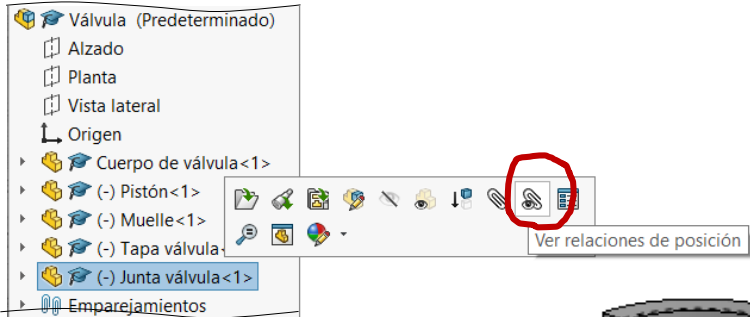 Válvula (Predeterminado)
Alzado
Planta
Vista lateral
Origen
Cuerpo de válvula<1>
(-) Pistón<1>
(-) Muelle<1>
(-) Tapa válvula
Ver relaciones de posición
(-) Junta válvula<1>
Emparejamientos